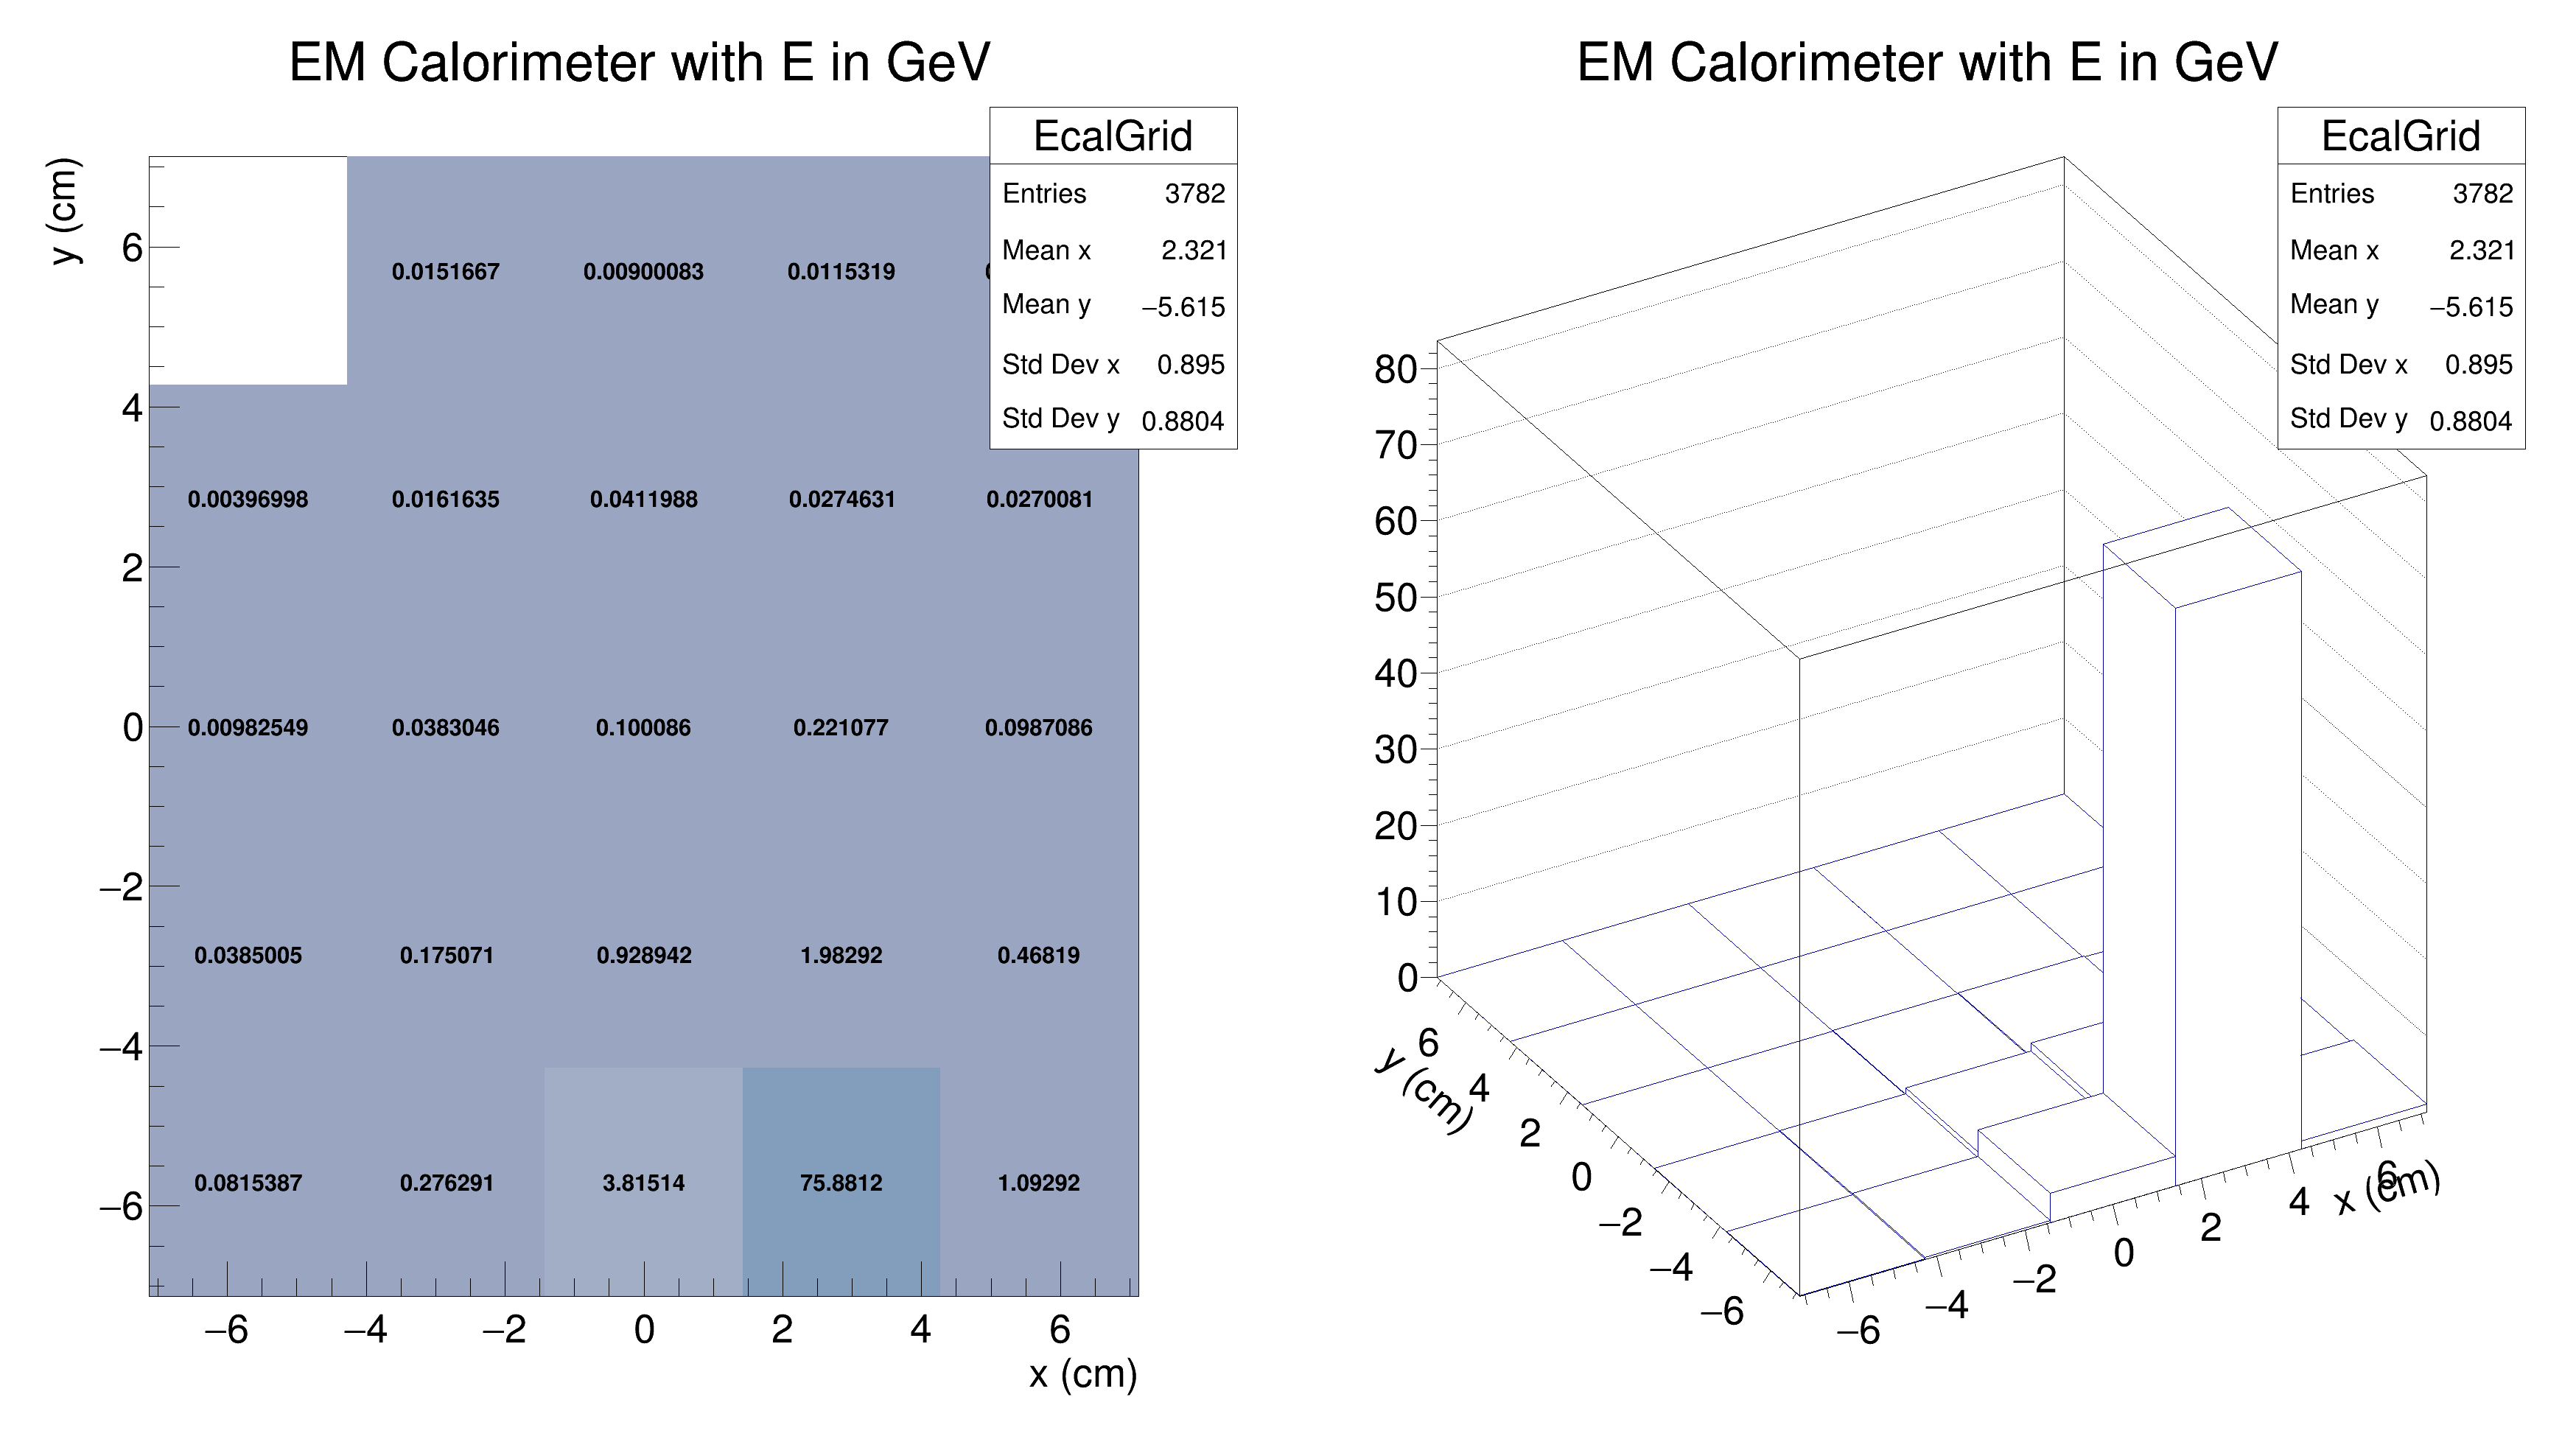 EM Calorimeter with E in GeV
EcalGrid
Entries 3782
Mean x 2.321
Mean y −5.615
Std Dev x 0.895
Std Dev y 0.8804
y (cm)
6
4
2
0
−2
−4
−6
0.0151667 0.00900083 0.0115319
0.00396998 0.0161635 0.0411988 0.0274631 0.0270081
0.00982549 0.0383046 0.100086 0.221077 0.0987086
0.0385005 0.175071 0.928942 1.98292 0.46819
0.0815387 0.276291 3.81514 75.8812 1.09292
−6 −4 −2 0 2 4 6
x (cm)
EM Calorimeter with E in GeV
EcalGrid
Entries 3782
Mean x 2.321
Mean y −5.615
Std Dev x 0.895
Std Dev y 0.8804
80
70
60
50
40
30
20
10
0
6
4
2
0
−2
−4
−6
y (cm)
−6
−4
−2
0
2
4
6
x (cm)